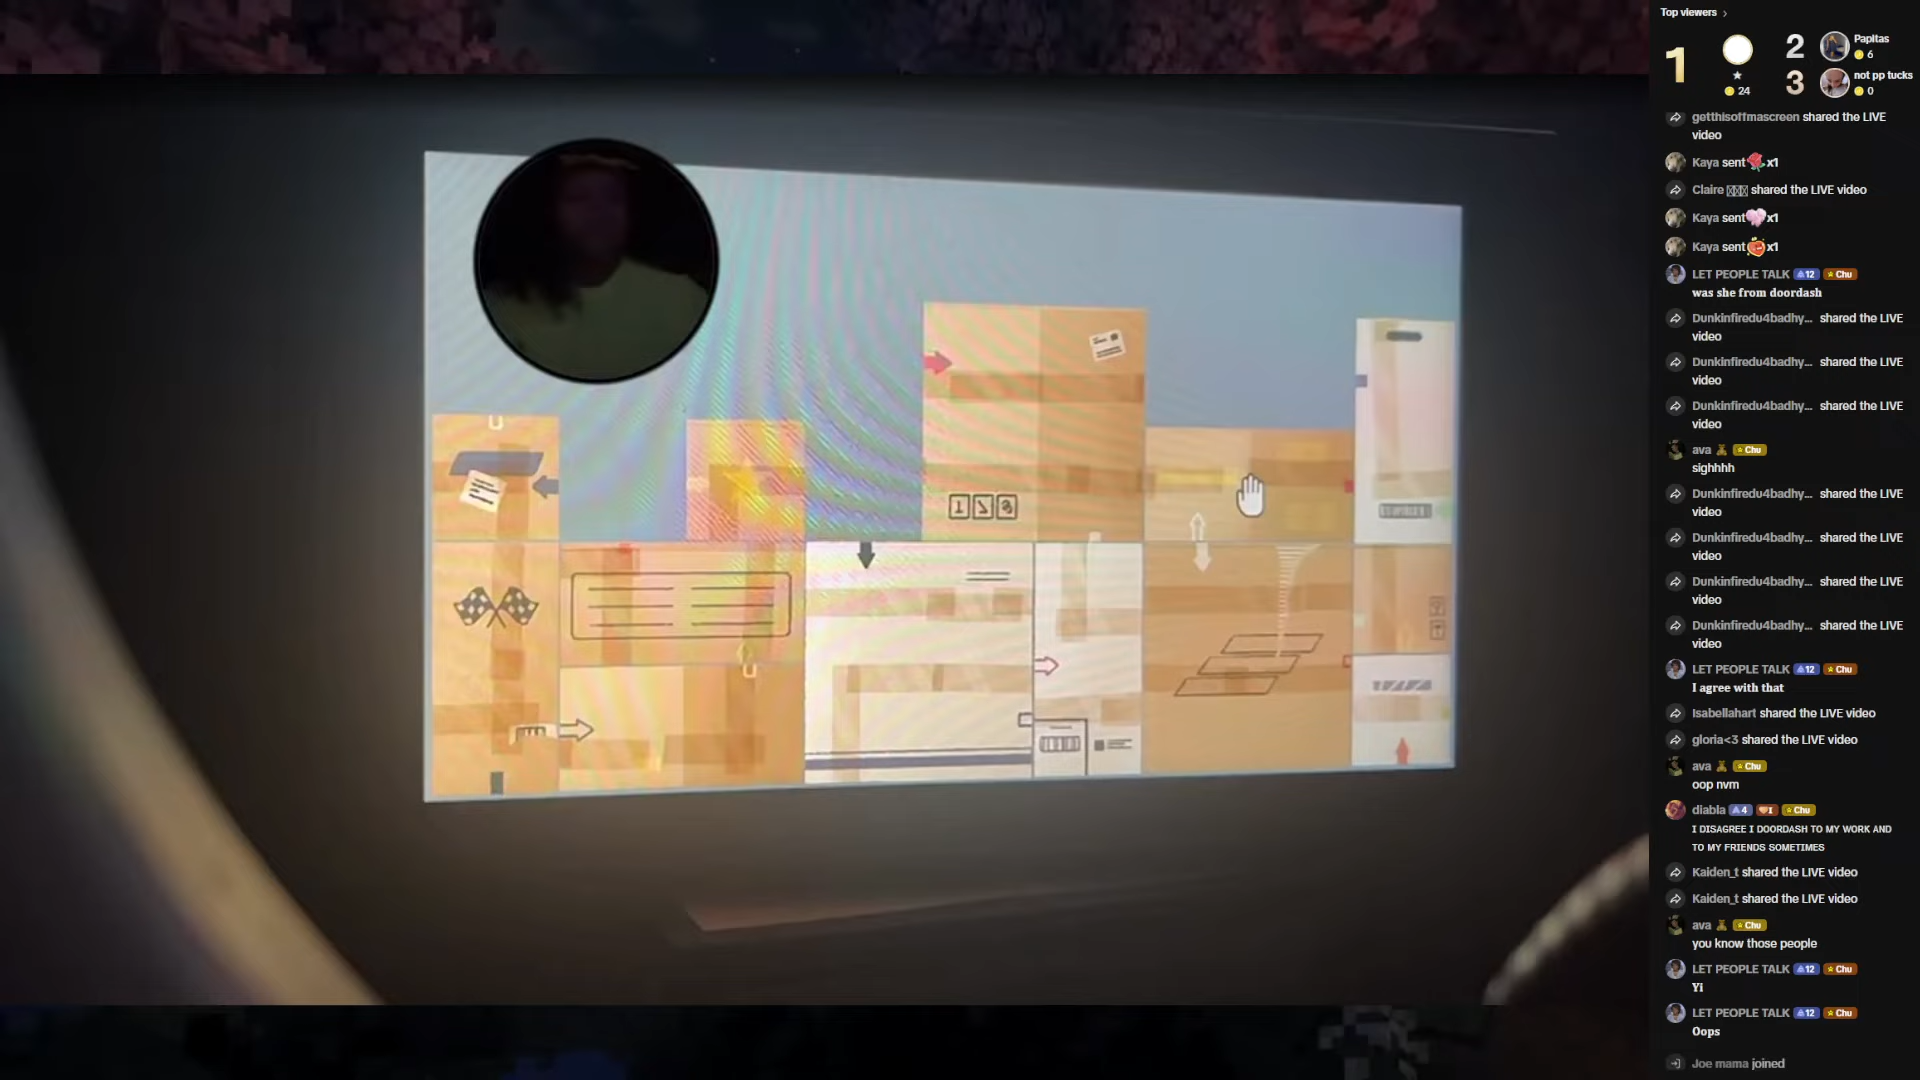 Top viewers
1
24
2
Papitas
6
3
not pp tucks
0
getthisoffmascreen shared the LIVE
video
Kaya sent x1
Claire shared the LIVE video
Kaya sent x1
Kaya sent x1
LET PEOPLE TALK 12 Chu
was she from doordash
Dunkinfiredu4badhy... shared the LIVE
video
Dunkinfiredu4badhy... shared the LIVE
video
Dunkinfiredu4badhy... shared the LIVE
video
ava Chu
sighhhh
Dunkinfiredu4badhy... shared the LIVE
video
Dunkinfiredu4badhy... shared the LIVE
video
Dunkinfiredu4badhy... shared the LIVE
video
Dunkinfiredu4badhy... shared the LIVE
video
LET PEOPLE TALK 12 Chu
I agree with that
Isabellahart shared the LIVE video
gloria<3 shared the LIVE video
ava Chu
oop nvm
diabla 4 I Chu
I DISAGREE I DOORDASH TO MY WORK AND
TO MY FRIENDS SOMETIMES
Kaiden_t shared the LIVE video
Kaiden_t shared the LIVE video
ava Chu
you know those people
LET PEOPLE TALK 12 Chu
Yi
LET PEOPLE TALK 12 Chu
Oops
Joe mama joined